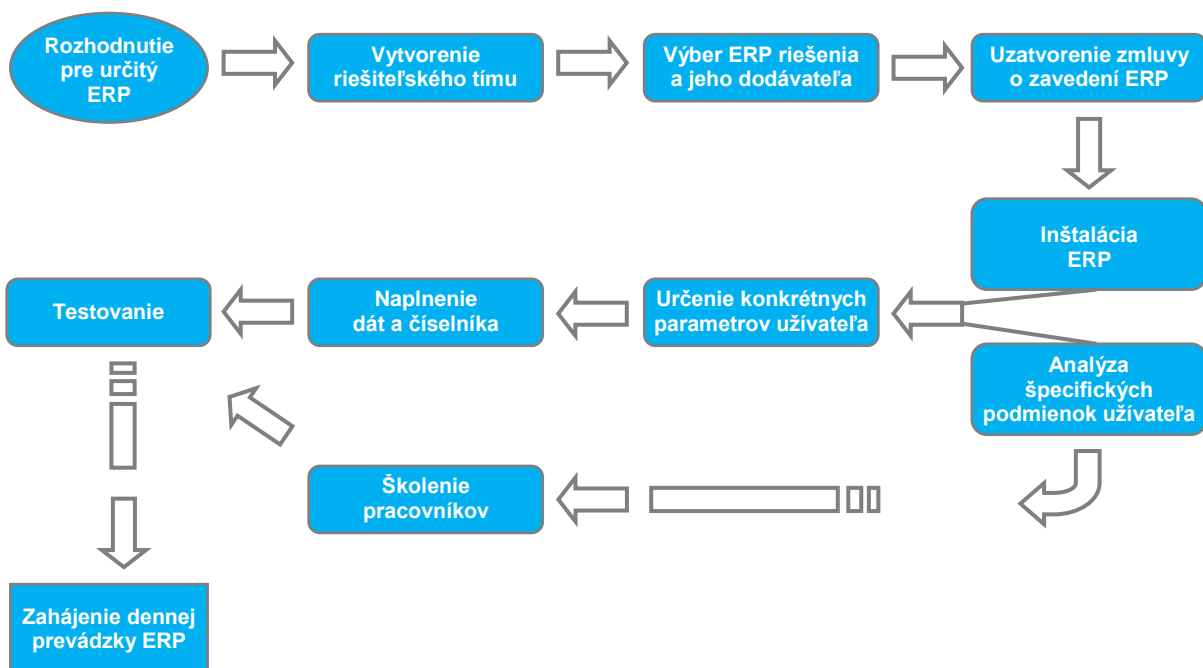 Rozhodnutie
pre určitý
ERP
Vytvorenie
riešiteľského tímu
Výber ERP riešenia
a jeho dodávateľa
Uzatvorenie zmluvy
o zavedení ERP
Inštalácia
ERP
Testovanie
Naplnenie
dát a číselníka
Určenie konkrétnych
parametrov užívateľa
Analýza
špecifických
podmienok užívateľa
Školenie
pracovníkov
Zahájenie dennej
prevádzky ERP